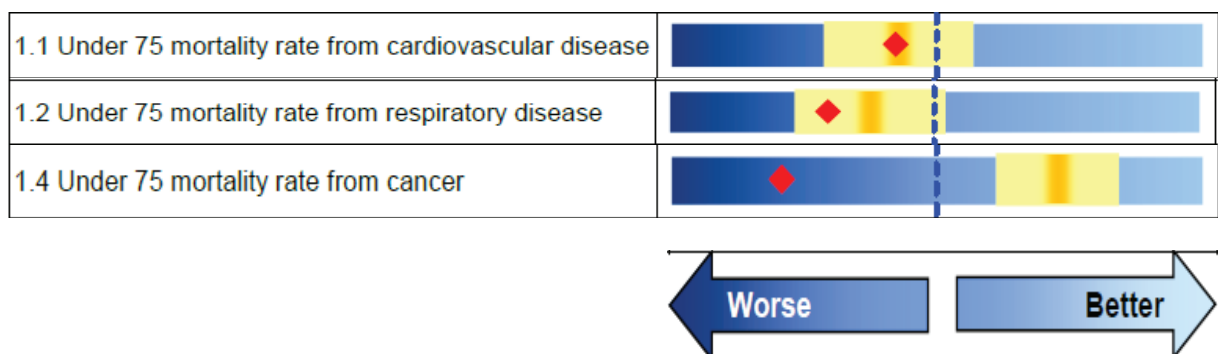 1.1 Under 75 mortality rate from cardiovascular disease
1.2 Under 75 mortality rate from respiratory disease
1.4 Under 75 mortality rate from cancer
Worse Better